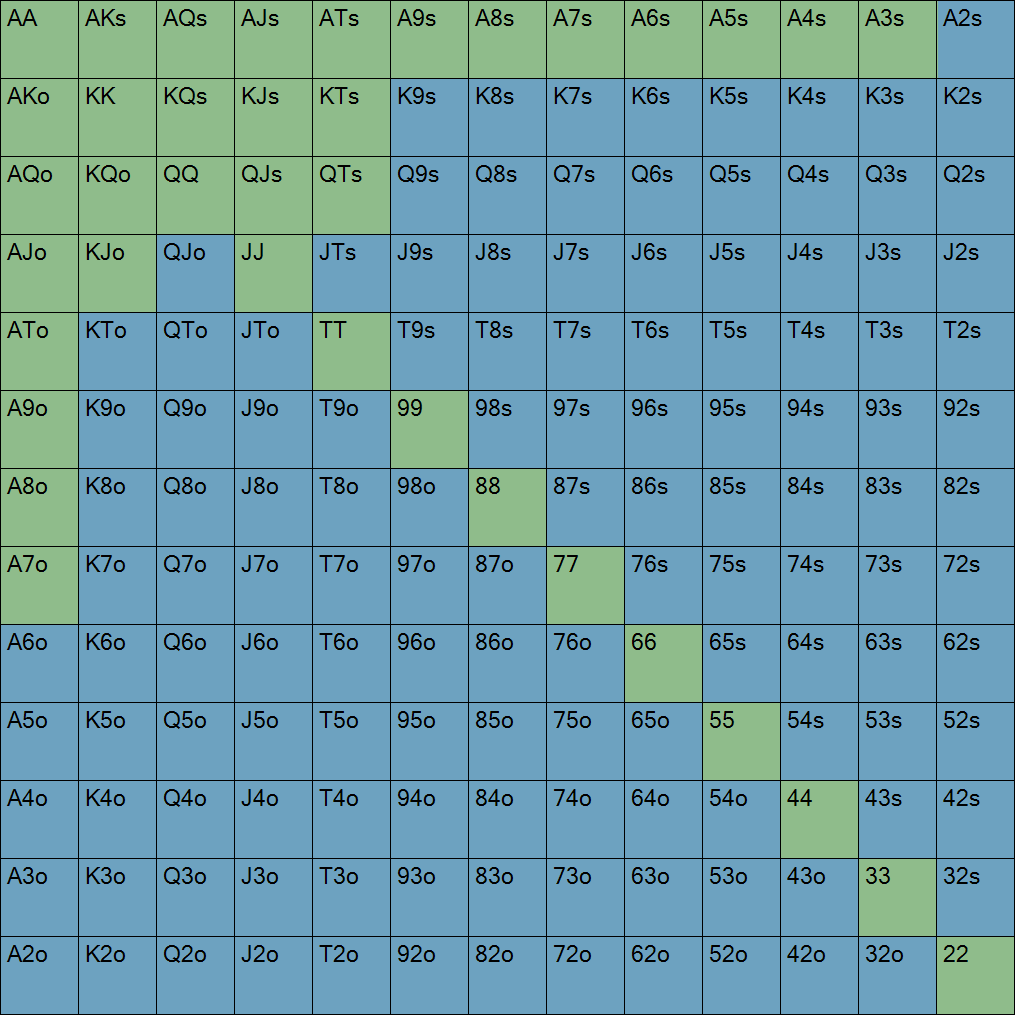 AA AKs AQs AJs ATs A9s A8s A7s A6s A5s A4s A3s A2s
AKo KK KQs KJs KTs K9s K8s K7s K6s K5s K4s K3s K2s
AQo KQo QQ QJs QTs Q9s Q8s Q7s Q6s Q5s Q4s Q3s Q2s
AJo KJo QJo JJ JTs J9s J8s J7s J6s J5s J4s J3s J2s
ATo KTo QTo JTo TT T9s T8s T7s T6s T5s T4s T3s T2s
A9o K9o Q9o J9o T9o 99 98s 97s 96s 95s 94s 93s 92s
A8o K8o Q8o J8o T8o 98o 88 87s 86s 85s 84s 83s 82s
A7o K7o Q7o J7o T7o 97o 87o 77 76s 75s 74s 73s 72s
A6o K6o Q6o J6o T6o 96o 86o 76o 66 65s 64s 63s 62s
A5o K5o Q5o J5o T5o 95o 85o 75o 65o 55 54s 53s 52s
A4o K4o Q4o J4o T4o 94o 84o 74o 64o 54o 44 43s 42s
A3o K3o Q3o J3o T3o 93o 83o 73o 63o 53o 43o 33 32s
A2o K2o Q2o J2o T2o 92o 82o 72o 62o 52o 42o 32o 22